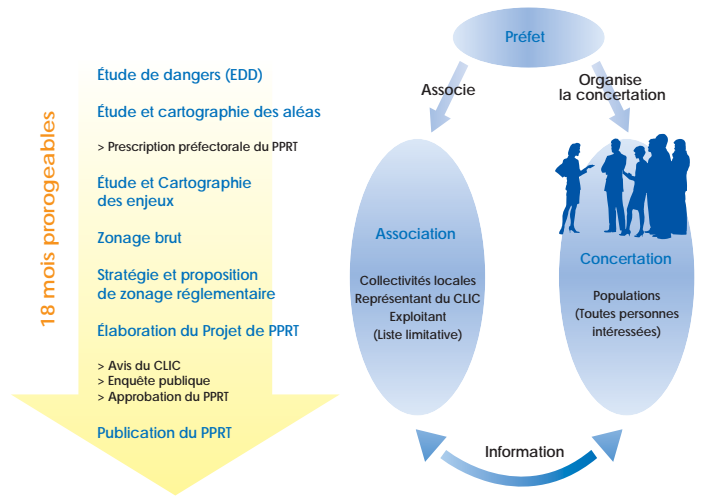 18 mois prorogeables
Étude de dangers (EDD)
Étude et cartographie des aléas
> Prescription préfectorale du PPRT
Étude et Cartographie
des enjeux
Zonage brut
Stratégie et proposition
de zonage réglementaire
Élaboration du Projet de PPRT
> Avis du CLIC
> Enquête publique
> Approbation du PPRT
Publication du PPRT
Préfet
Associe
Organise
la concertation
Association
Collectivités locales
Représentant du CLIC
Exploitant
(Liste limitative)
Concertation
Populations
(Toutes personnes
intéressées)
Information